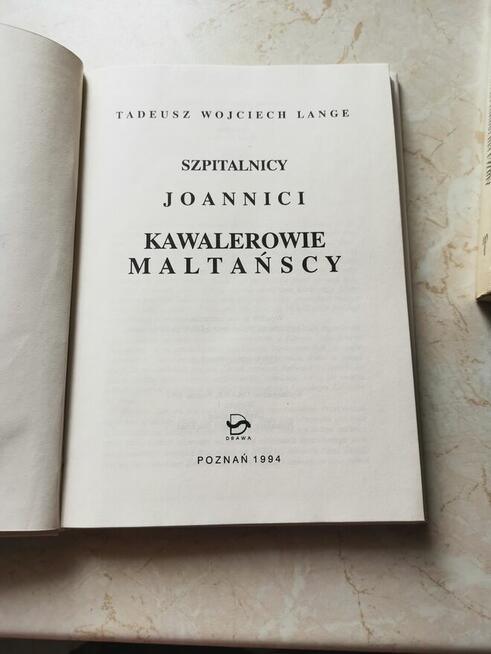 TADEUSZ WOJCIECH LANGE
SZPITALNICY
JOANNICI
KAWALEROWIE
MALTAŃSCY
DRAWA
POZNAŃ 1994